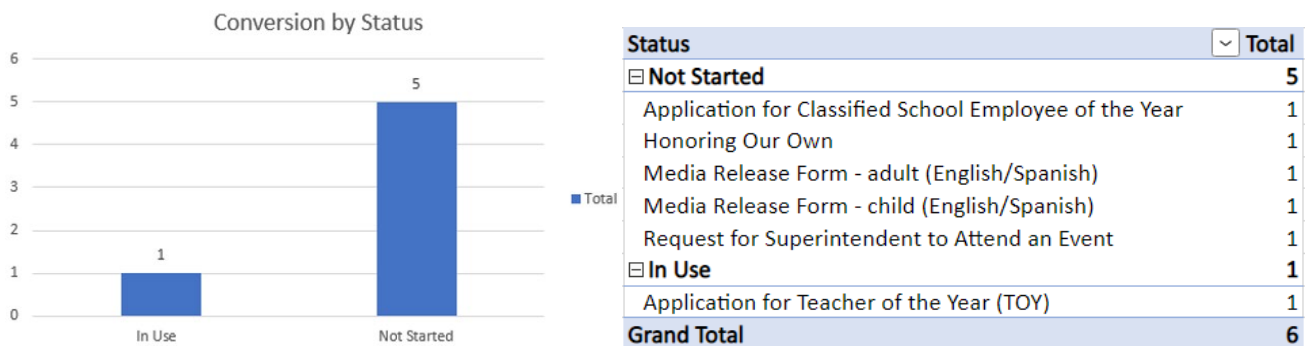 Conversion by Status
6
5
4
3
2
1
0
1
5
In Use
Not Started
Total
Status Total
Not Started 5
Application for Classified School Employee of the Year 1
Honoring Our Own 1
Media Release Form - adult (English/Spanish) 1
Media Release Form - child (English/Spanish) 1
Request for Superintendent to Attend an Event 1
In Use 1
Application for Teacher of the Year (TOY) 1
Grand Total 6